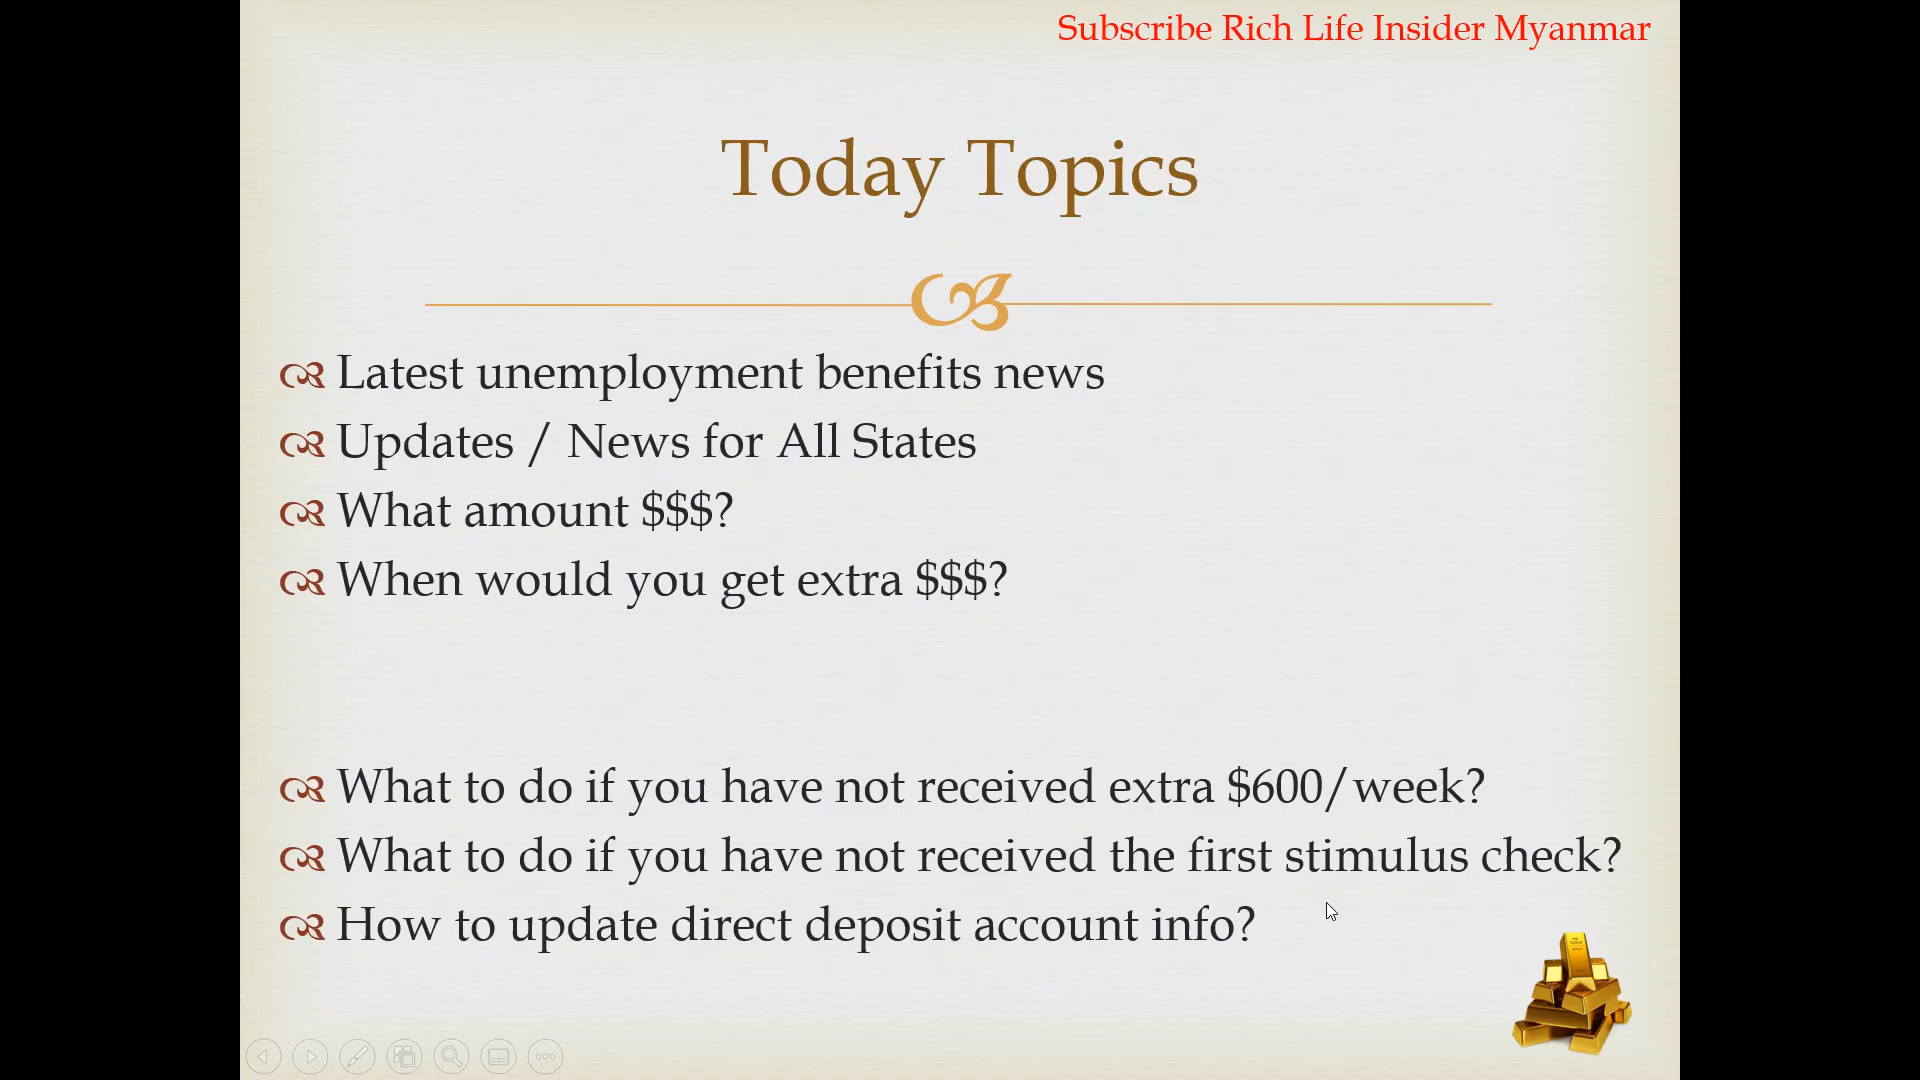 Subscribe Rich Life Insider Myanmar
Today Topics
Latest unemployment benefits news
Updates / News for All States
What amount $$$?
When would you get extra $$$?
What to do if you have not received extra $600/week?
What to do if you have not received the first stimulus check?
How to update direct deposit account info?